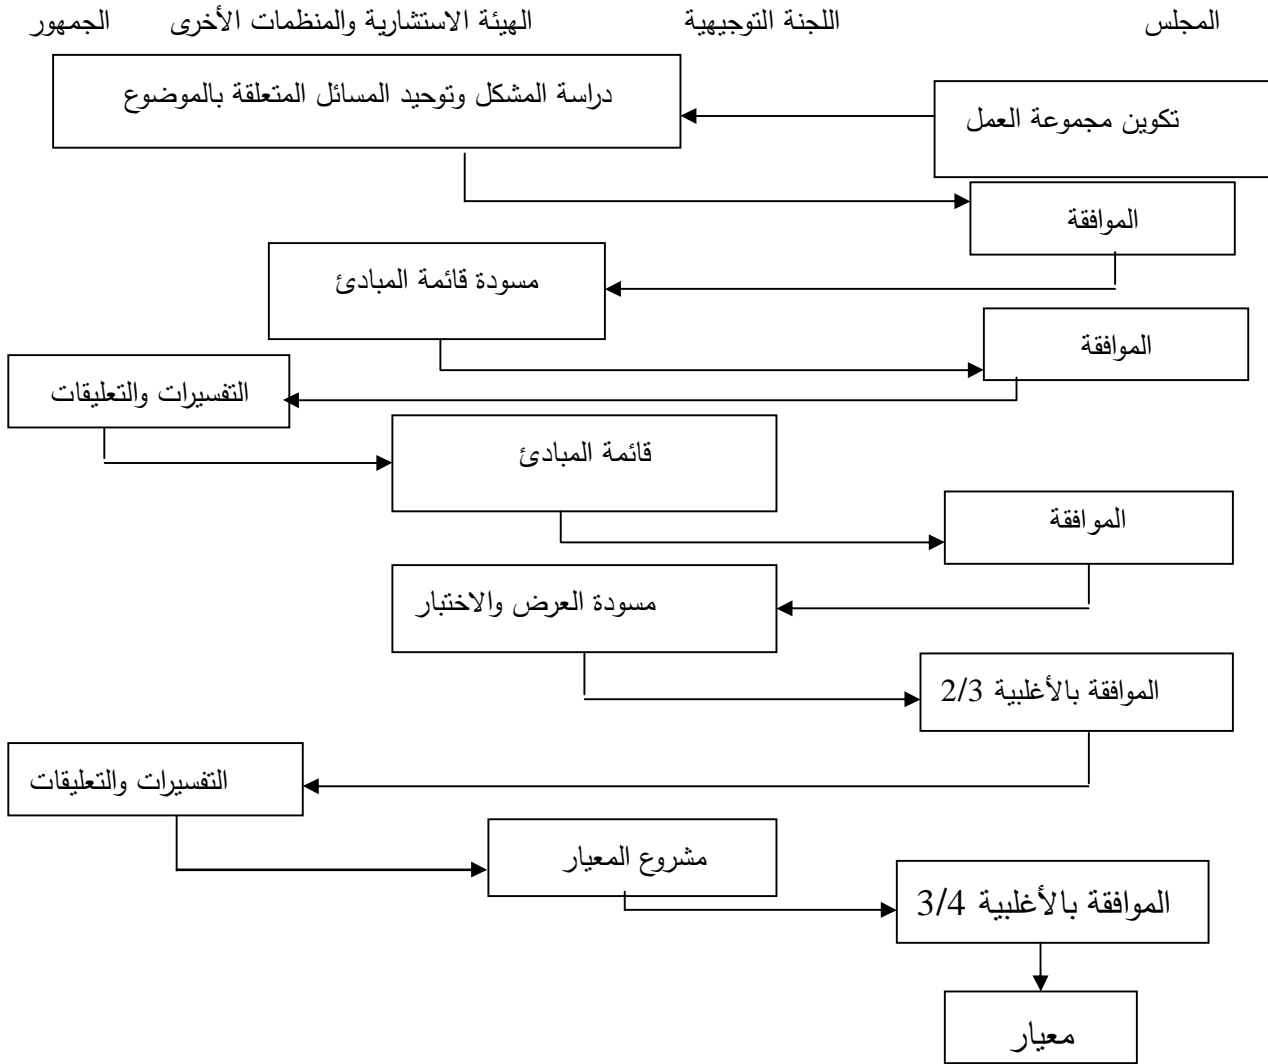 المجلس اللجنة التوجيهية الهيئة الاستشارية والمنظمات الأخرى الجمهور
دراسة المشكل وتوحيد المسائل المتعلقة بالموضوع
تكوين مجموعة العمل
الموافقة
مسودة قائمة المبادئ
الموافقة
التفسيرات والتعليقات
قائمة المبادئ
الموافقة
مسودة العرض والاختبار
الموافقة بالأغلبية 2/3
التفسيرات والتعليقات
مشروع المعيار
الموافقة بالأغلبية 3/4
معيار